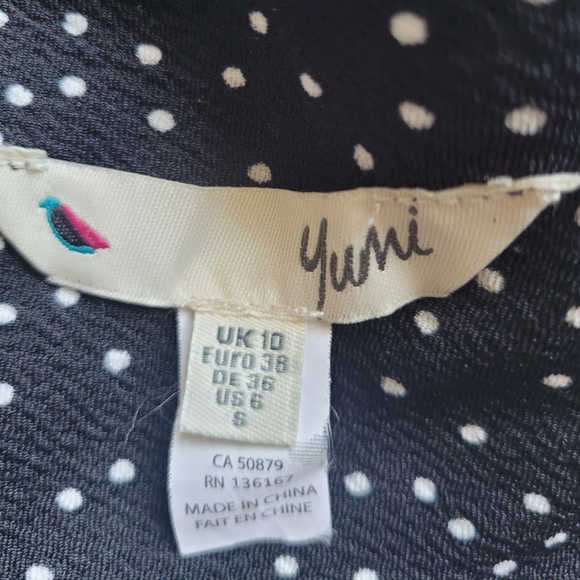 yumi
UK 10
Euro 38
DE 36
US 6
S
CA 50879
RN 136167
MADE IN CHINA
FAIT EN CHINE